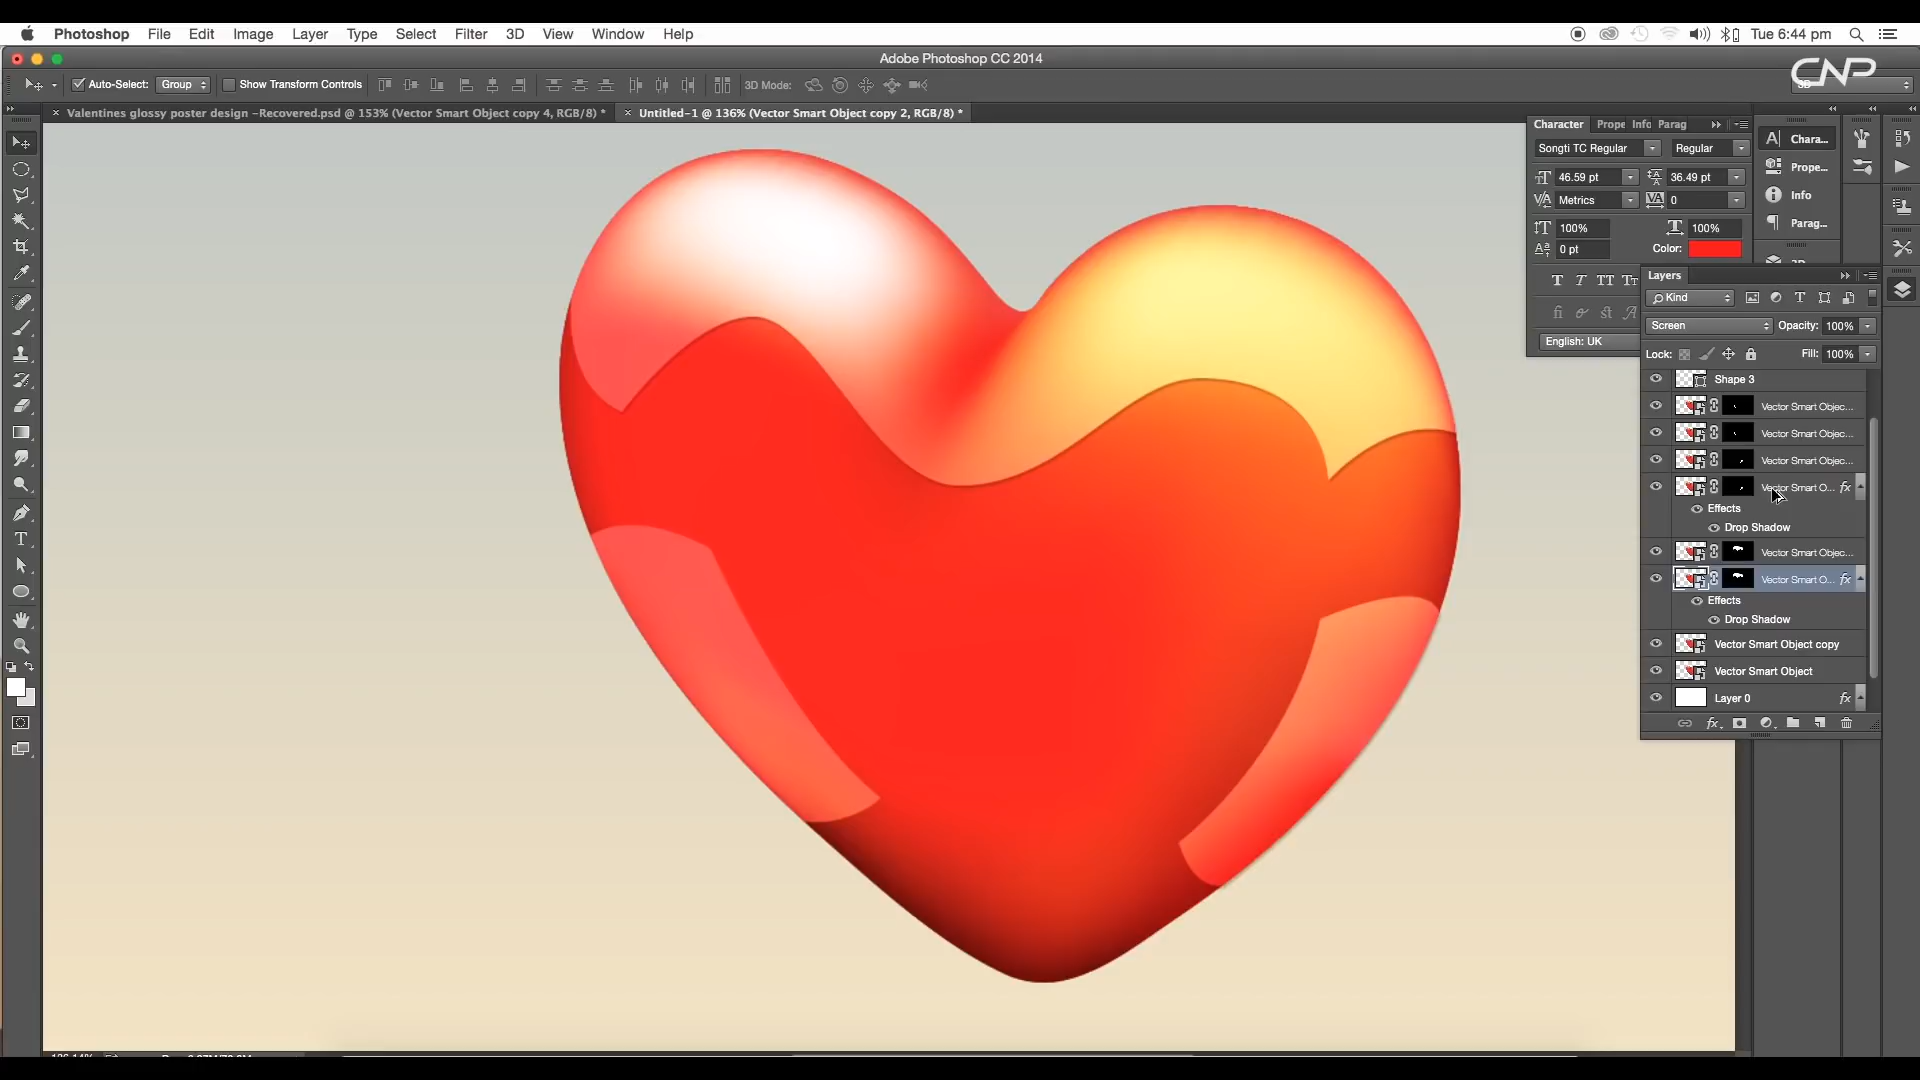 Photoshop File Edit Image Layer Type Select Filter 3D View Window Help Tue 6:44 pm
Adobe Photoshop CC 2014
CNP
Auto-Select: Group Show Transform Controls 3D Mode: 3D
Valentines glossy poster design -Recovered.psd @ 153% (Vector Smart Object copy 4, RGB/8) *
Untitled-1 @ 136% (Vector Smart Object copy 2, RGB/8) *
Character Prope Info Parag
Songti TC Regular Regular
46.59 pt 36.49 pt
Metrics 0
100% 100%
0 pt Color:
English: UK
Chara...
Prope...
Info
Parag...
Layers
Kind
Screen Opacity: 100%
Lock: Fill: 100%
Shape 3
Vector Smart Objec...
Vector Smart Objec...
Vector Smart Objec...
Vector Smart O... fx
Effects
Drop Shadow
Vector Smart Objec...
Vector Smart O... fx
Effects
Drop Shadow
Vector Smart Object copy
Vector Smart Object
Layer 0 fx